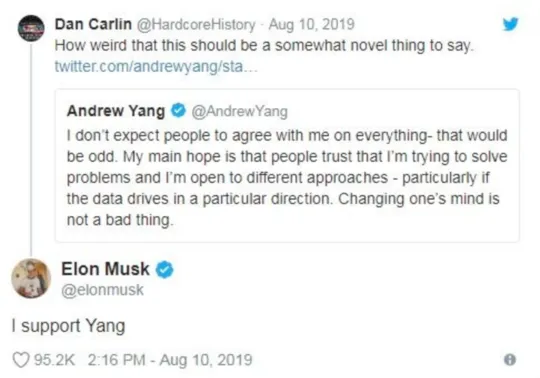 Dan Carlin @HardcoreHistory · Aug 10, 2019
How weird that this should be a somewhat novel thing to say.
twitter.com/andrewyang/sta…
Andrew Yang @AndrewYang
I don't expect people to agree with me on everything- that would
be odd. My main hope is that people trust that I'm trying to solve
problems and I'm open to different approaches - particularly if
the data drives in a particular direction. Changing one's mind is
not a bad thing.
Elon Musk
@elonmusk
I support Yang
95.2K 2:16 PM - Aug 10, 2019